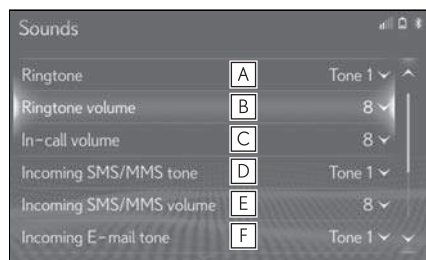 Sounds
Ringtone A Tone 1
Ringtone volume B 8
In-call volume C 8
Incoming SMS/MMS tone D Tone 1
Incoming SMS/MMS volume E 8
Incoming E-mail tone F Tone 1